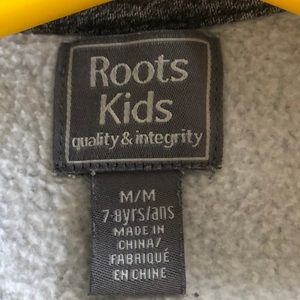 Roots
Kids
quality & integrity
M/M
7-8yrs/ans
MADE IN
CHINA/
FABRIQUÉ
EN CHINE